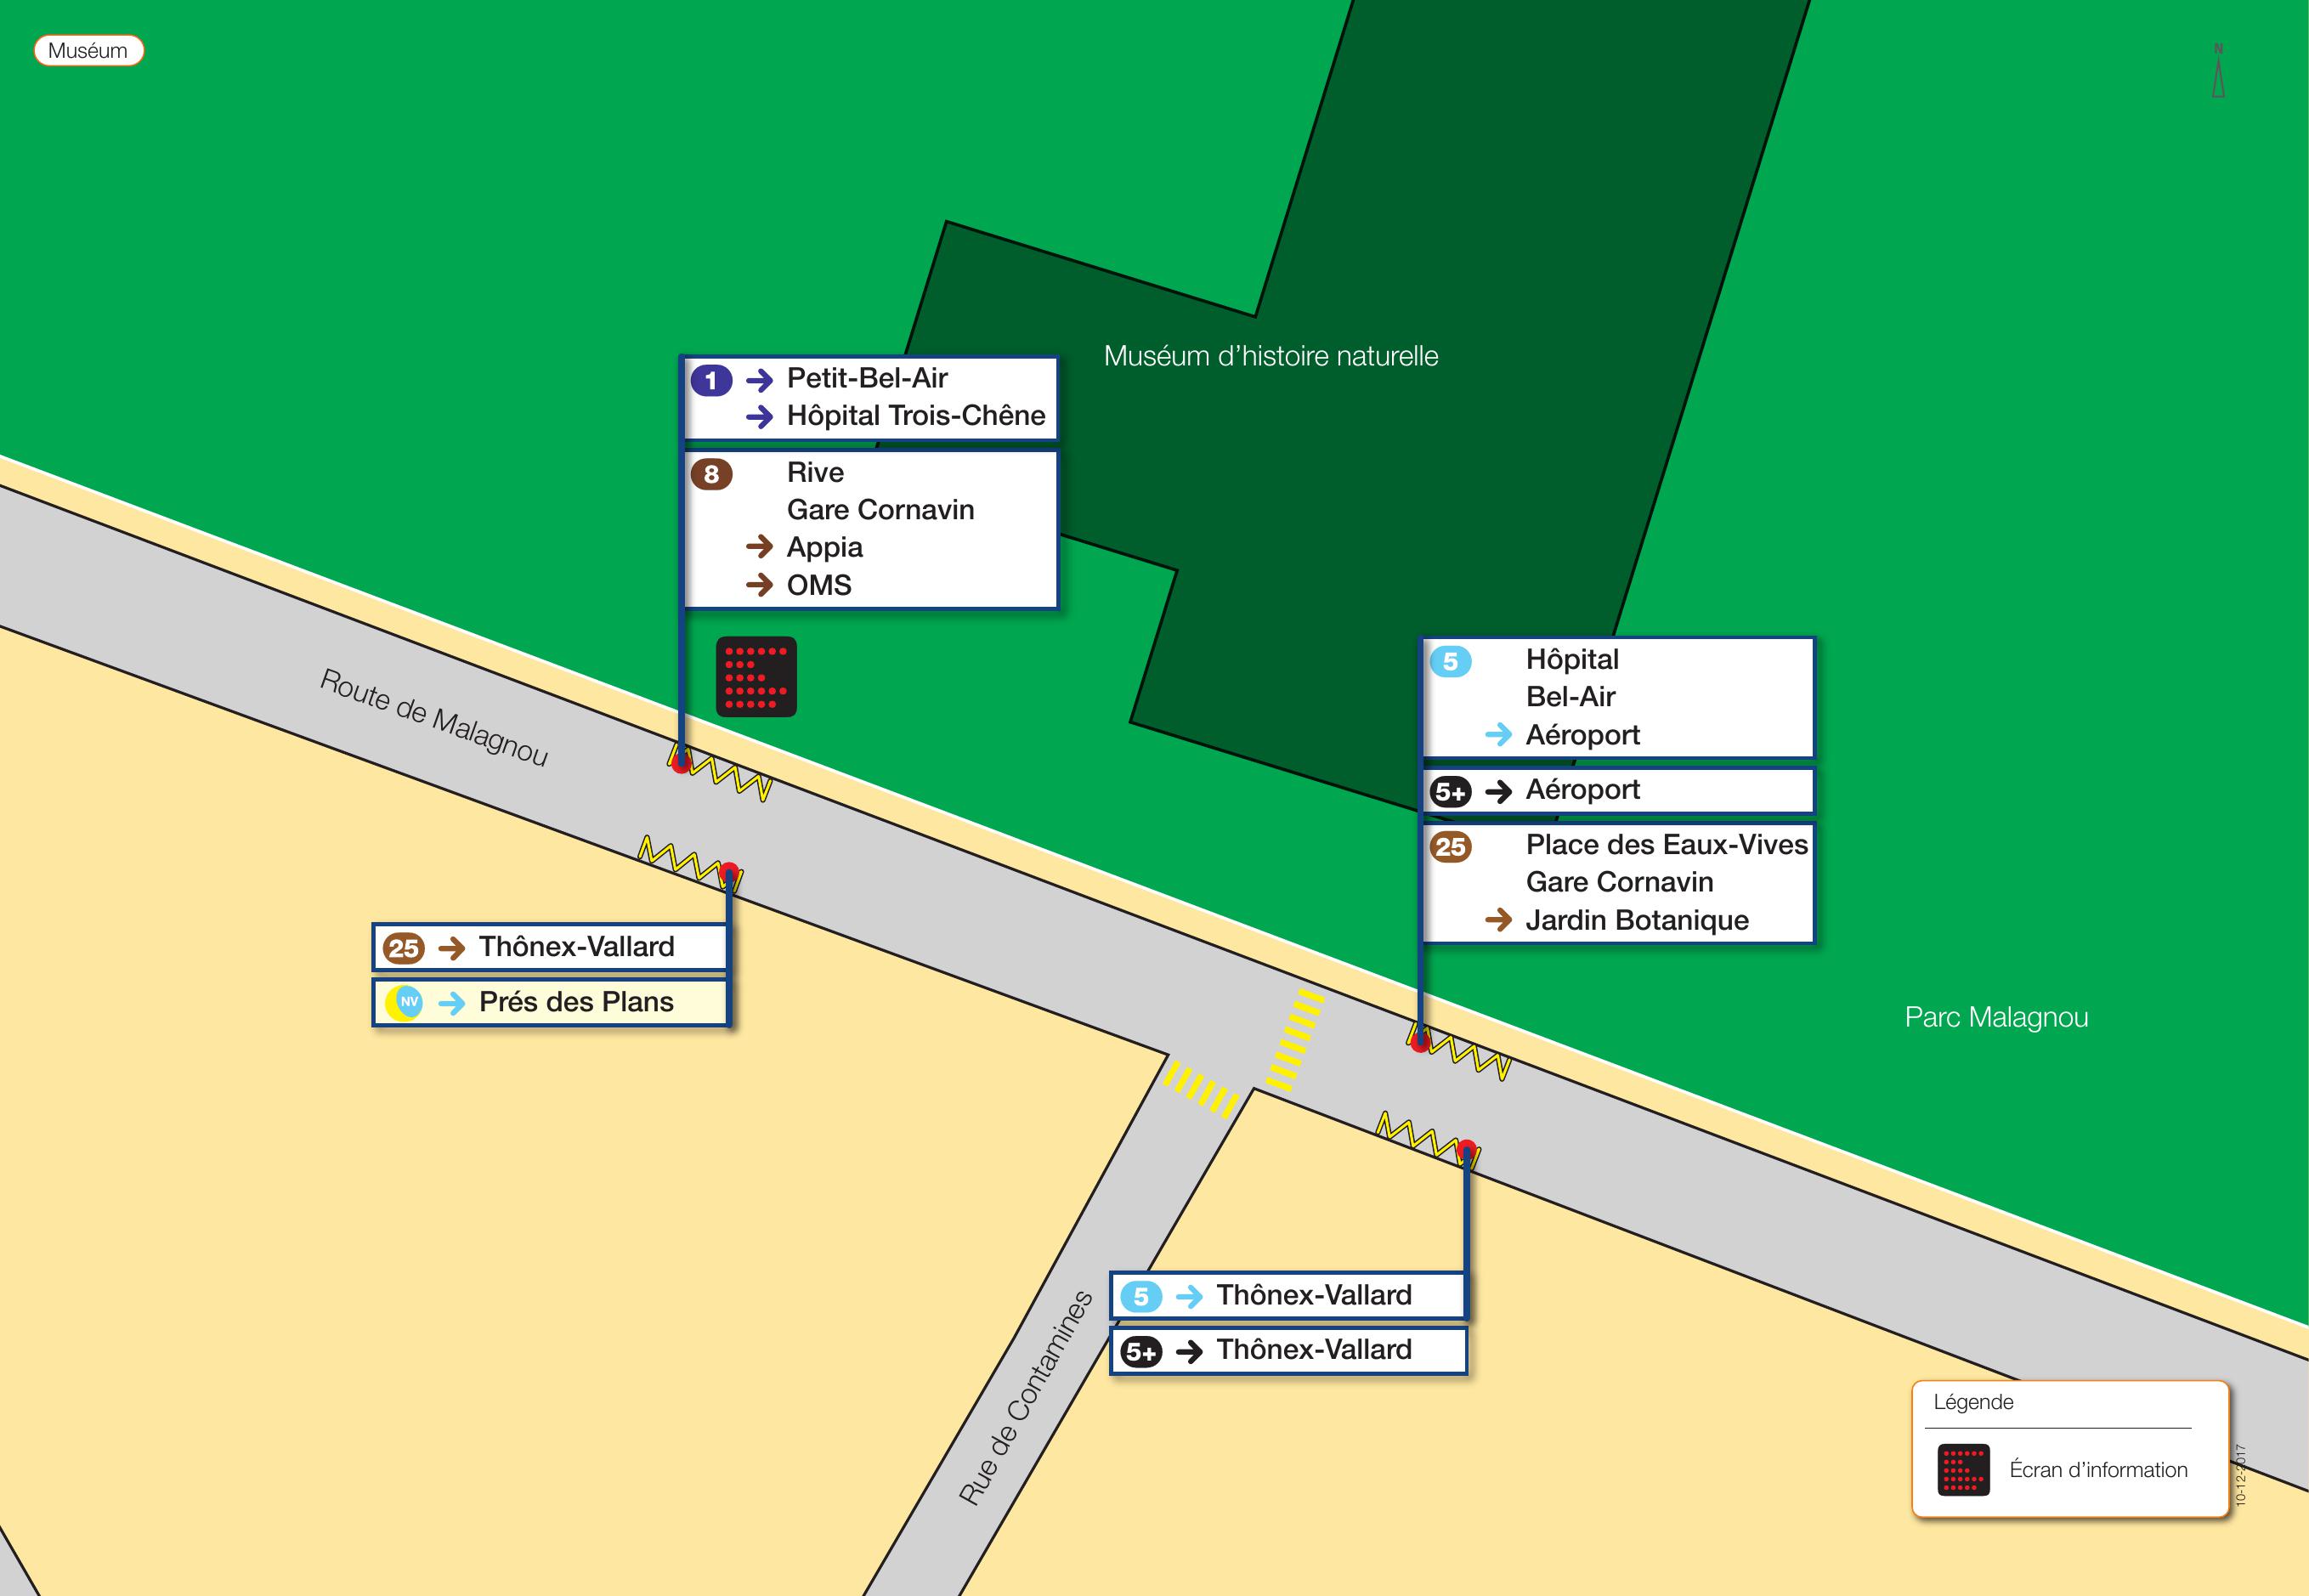 Muséum
N
Muséum d'histoire naturelle
1 → Petit-Bel-Air
→ Hôpital Trois-Chêne
8 Rive
Gare Cornavin
→ Appia
→ OMS
Route de Malagnou
5 Hôpital
Bel-Air
→ Aéroport
5+ → Aéroport
25 Place des Eaux-Vives
Gare Cornavin
→ Jardin Botanique
25 → Thônex-Vallard
NV → Prés des Plans
Parc Malagnou
5 → Thônex-Vallard
5+ → Thônex-Vallard
Rue de Contamines
Légende
Écran d'information
10-12-2017